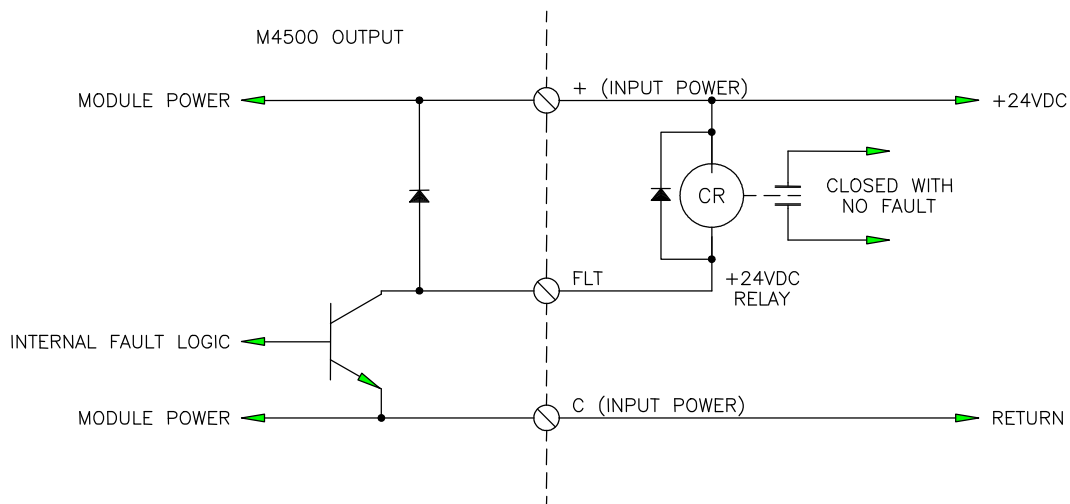 M4500 OUTPUT
+ (INPUT POWER)
MODULE POWER
+24VDC
CR
CLOSED WITH
NO FAULT
FLT
+24VDC
RELAY
INTERNAL FAULT LOGIC
C (INPUT POWER)
MODULE POWER
RETURN